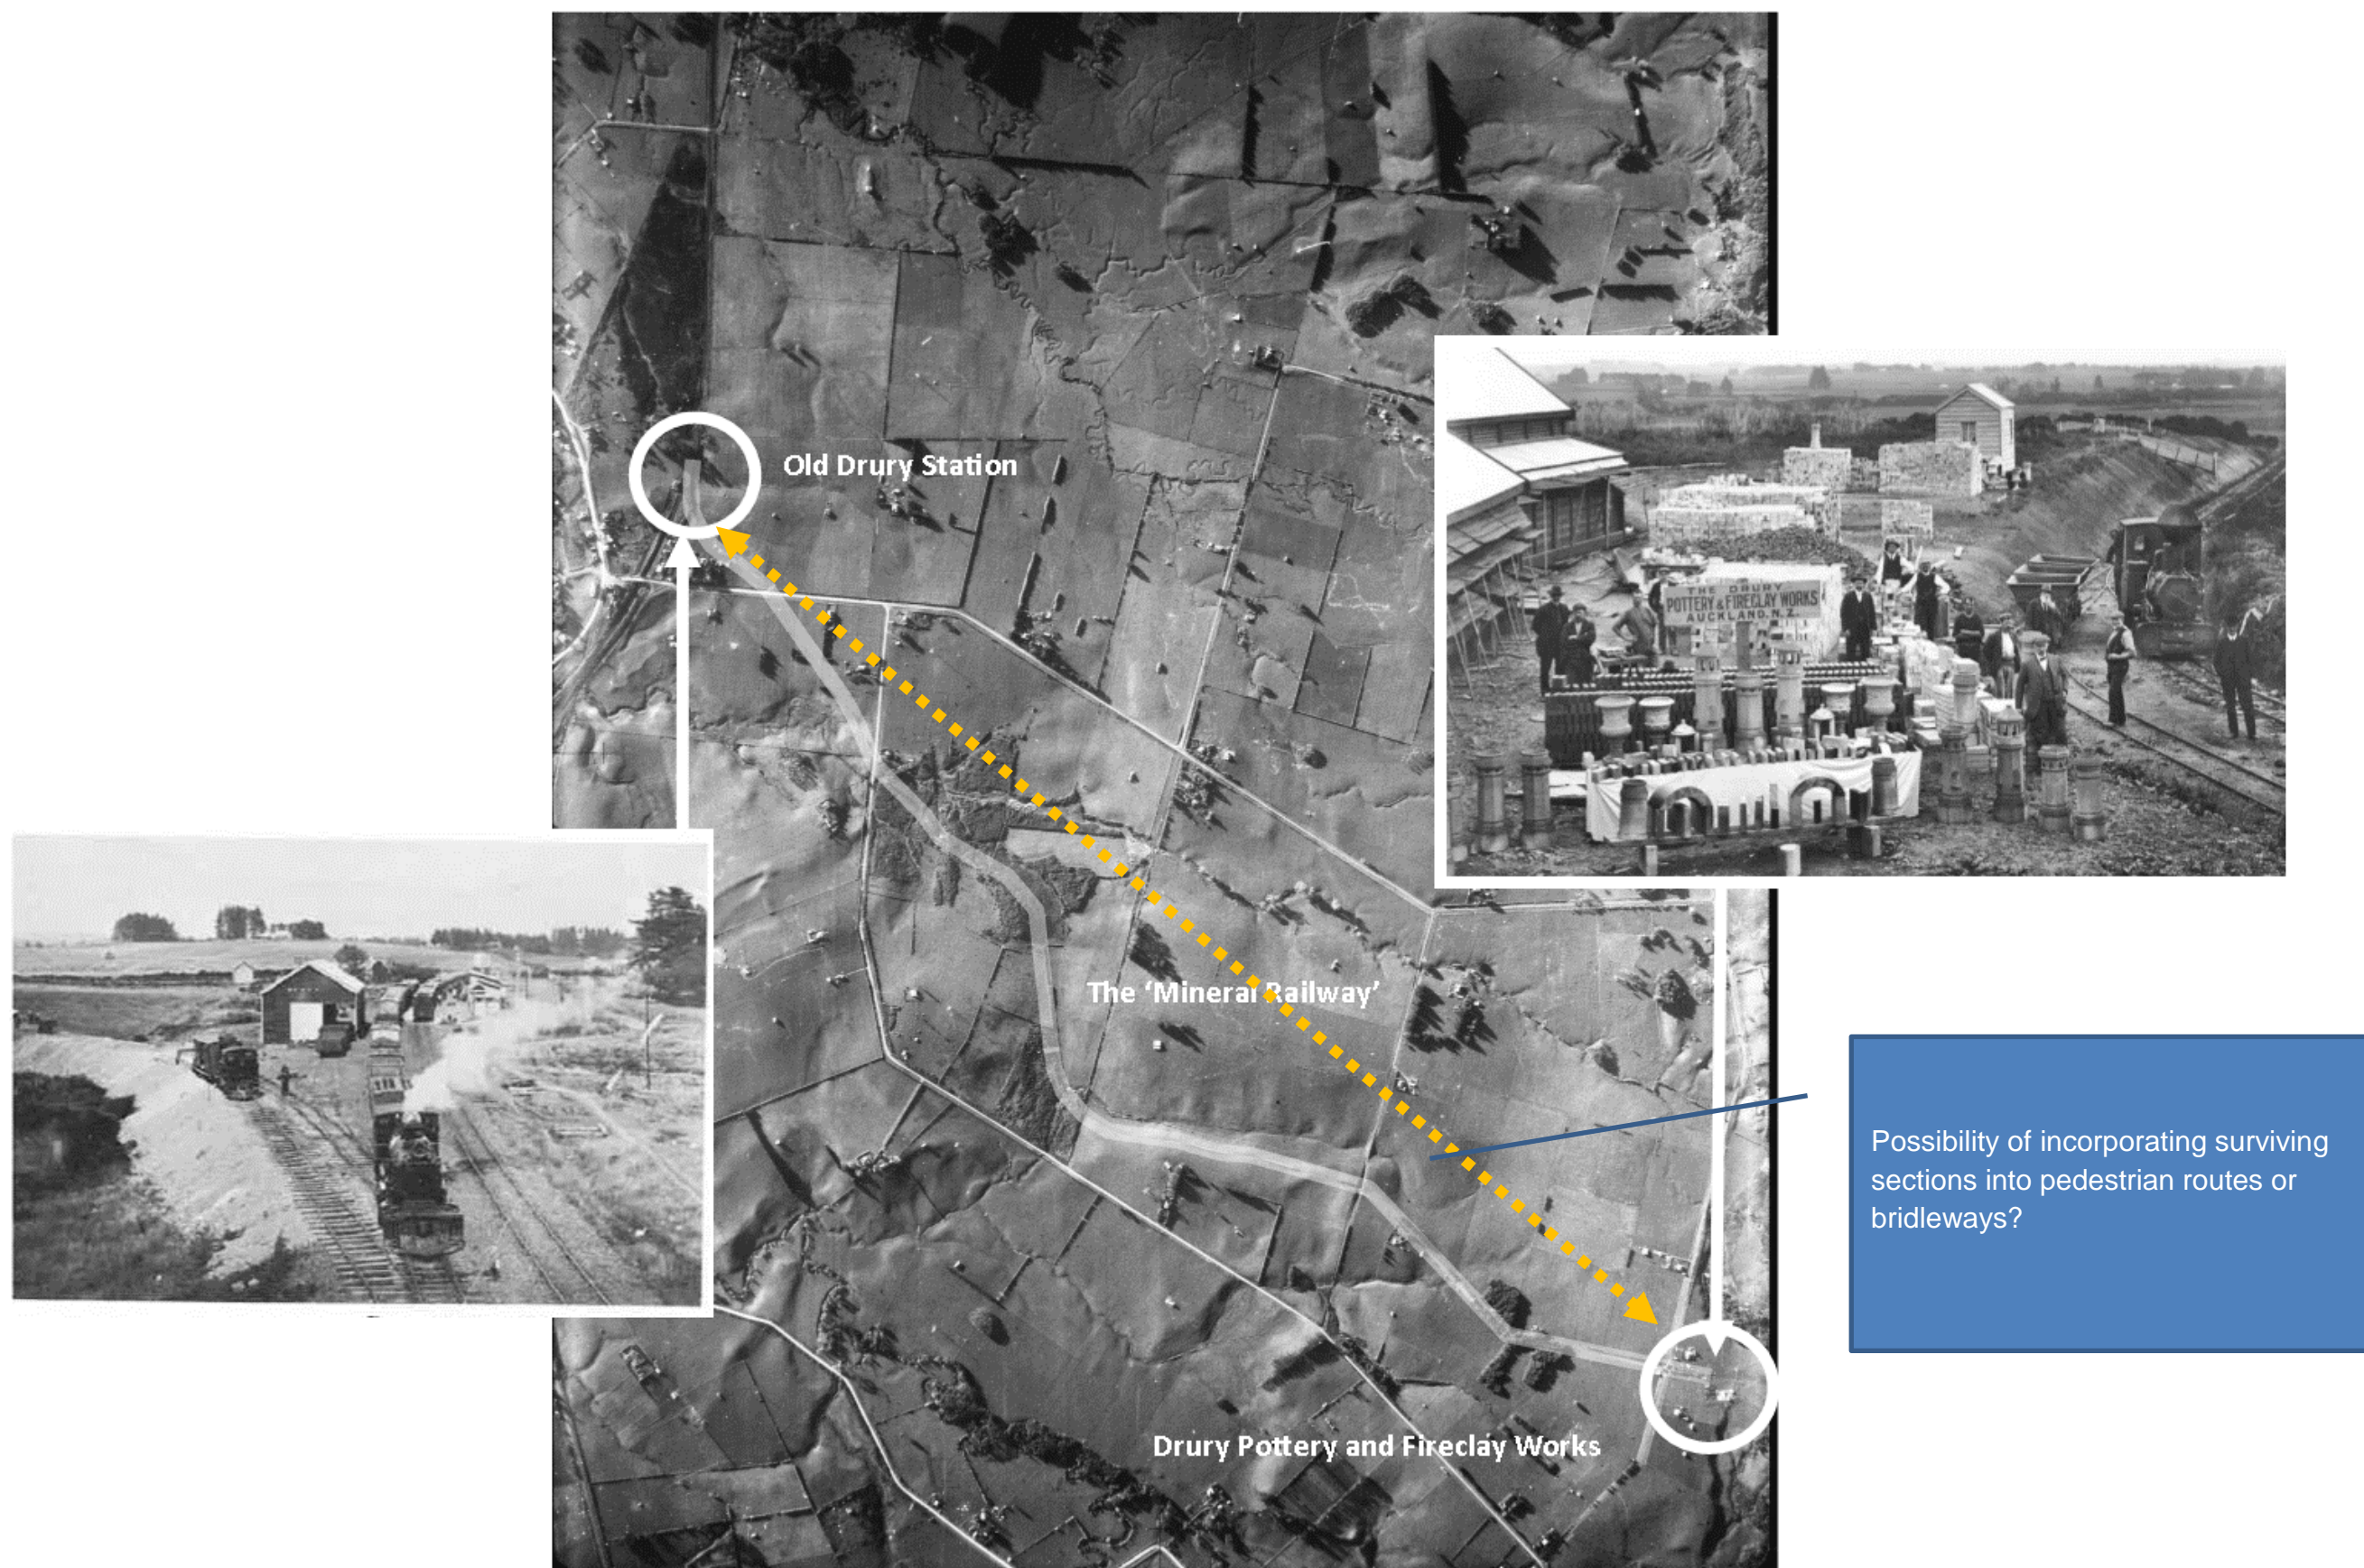 Old Drury Station
THE DRURY
POTTERY & FIRECLAY WORKS
AUCKLAND. N. Z.
The 'Mineral Railway'
Possibility of incorporating surviving
sections into pedestrian routes or
bridleways?
Drury Pottery and Fireclay Works